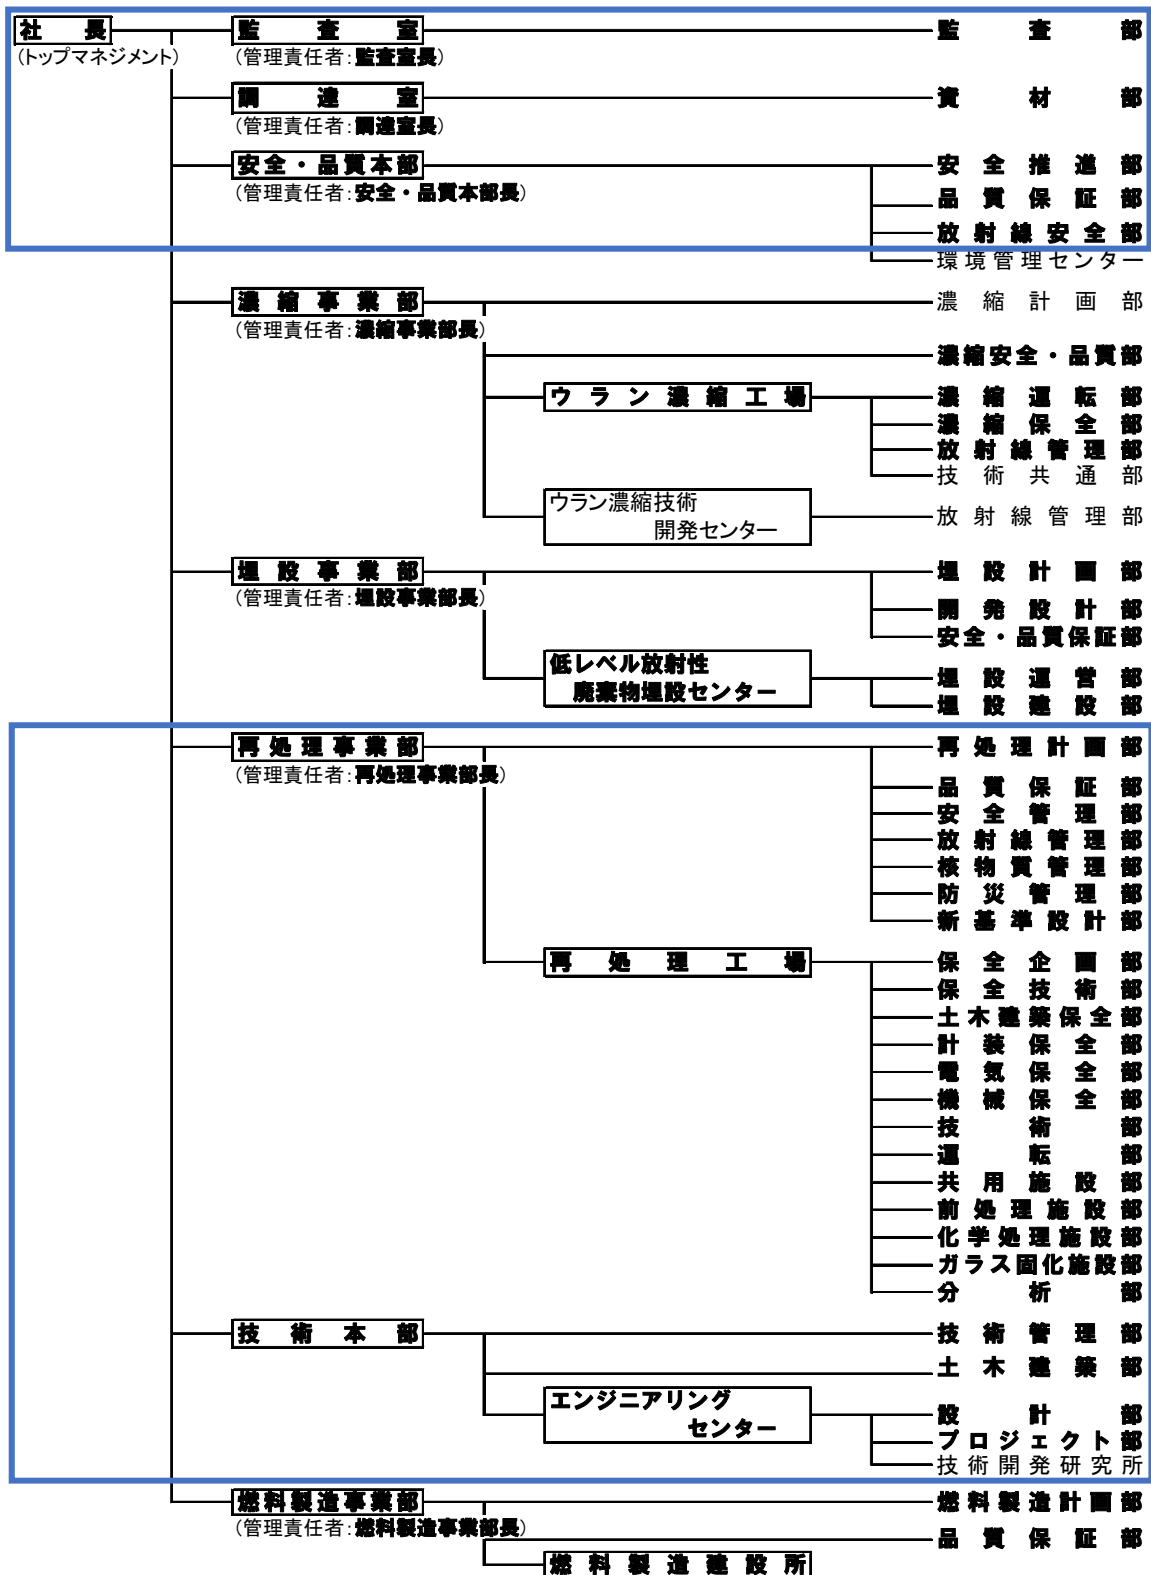 社長 監査室 監査部
(トップマネジメント) (管理責任者:監査室長)
調達室 資材部
(管理責任者:調達室長)
安全・品質本部 安全推進部
(管理責任者:安全・品質本部長) 品質保証部
放射線安全部
環境管理センター
濃縮事業部 濃縮計画部
(管理責任者:濃縮事業部長)
濃縮安全・品質部
ウラン濃縮工場 濃縮運転部
濃縮保全部
放射線管理部
技術共通部
ウラン濃縮技術
開発センター 放射線管理部
埋設事業部 埋設計画部
(管理責任者:埋設事業部長) 開発設計部
安全・品質保証部
低レベル放射性
廃棄物埋設センター 埋設運営部
埋設建設部
再処理事業部 再処理計画部
(管理責任者:再処理事業部長)
品質保証部
安全管理部
放射線管理部
核物質管理部
防災管理部
新基準設計部
再処理工場 保全企画部
保全技術部
土木建築保全部
計装保全部
電気保全部
機械保全部
技術部
運転部
共用施設部
前処理施設部
化学処理施設部
ガラス固化施設部
分析部
技術本部 技術管理部
土木建築部
エンジニアリング
センター 設計部
プロジェクト部
技術開発研究所
燃料製造事業部 燃料製造計画部
(管理責任者:燃料製造事業部長) 品質保証部
燃料製造建設所